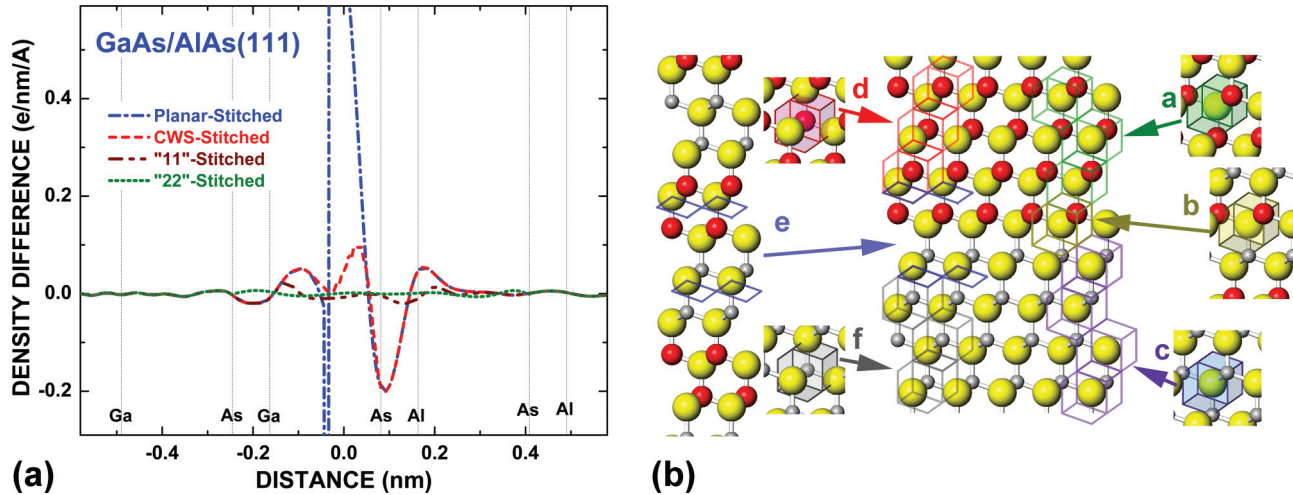 GaAs/AlAs(111)
Planar-Stitched
CWS-Stitched
"11"-Stitched
"22"-Stitched
DENSITY DIFFERENCE (e/nm/A)
0.4
0.2
0.0
-0.2
Ga
As
Ga
As
Al
As
Al
-0.4
-0.2
0.0
0.2
0.4
DISTANCE (nm)
(a)
d
a
b
e
f
c
(b)